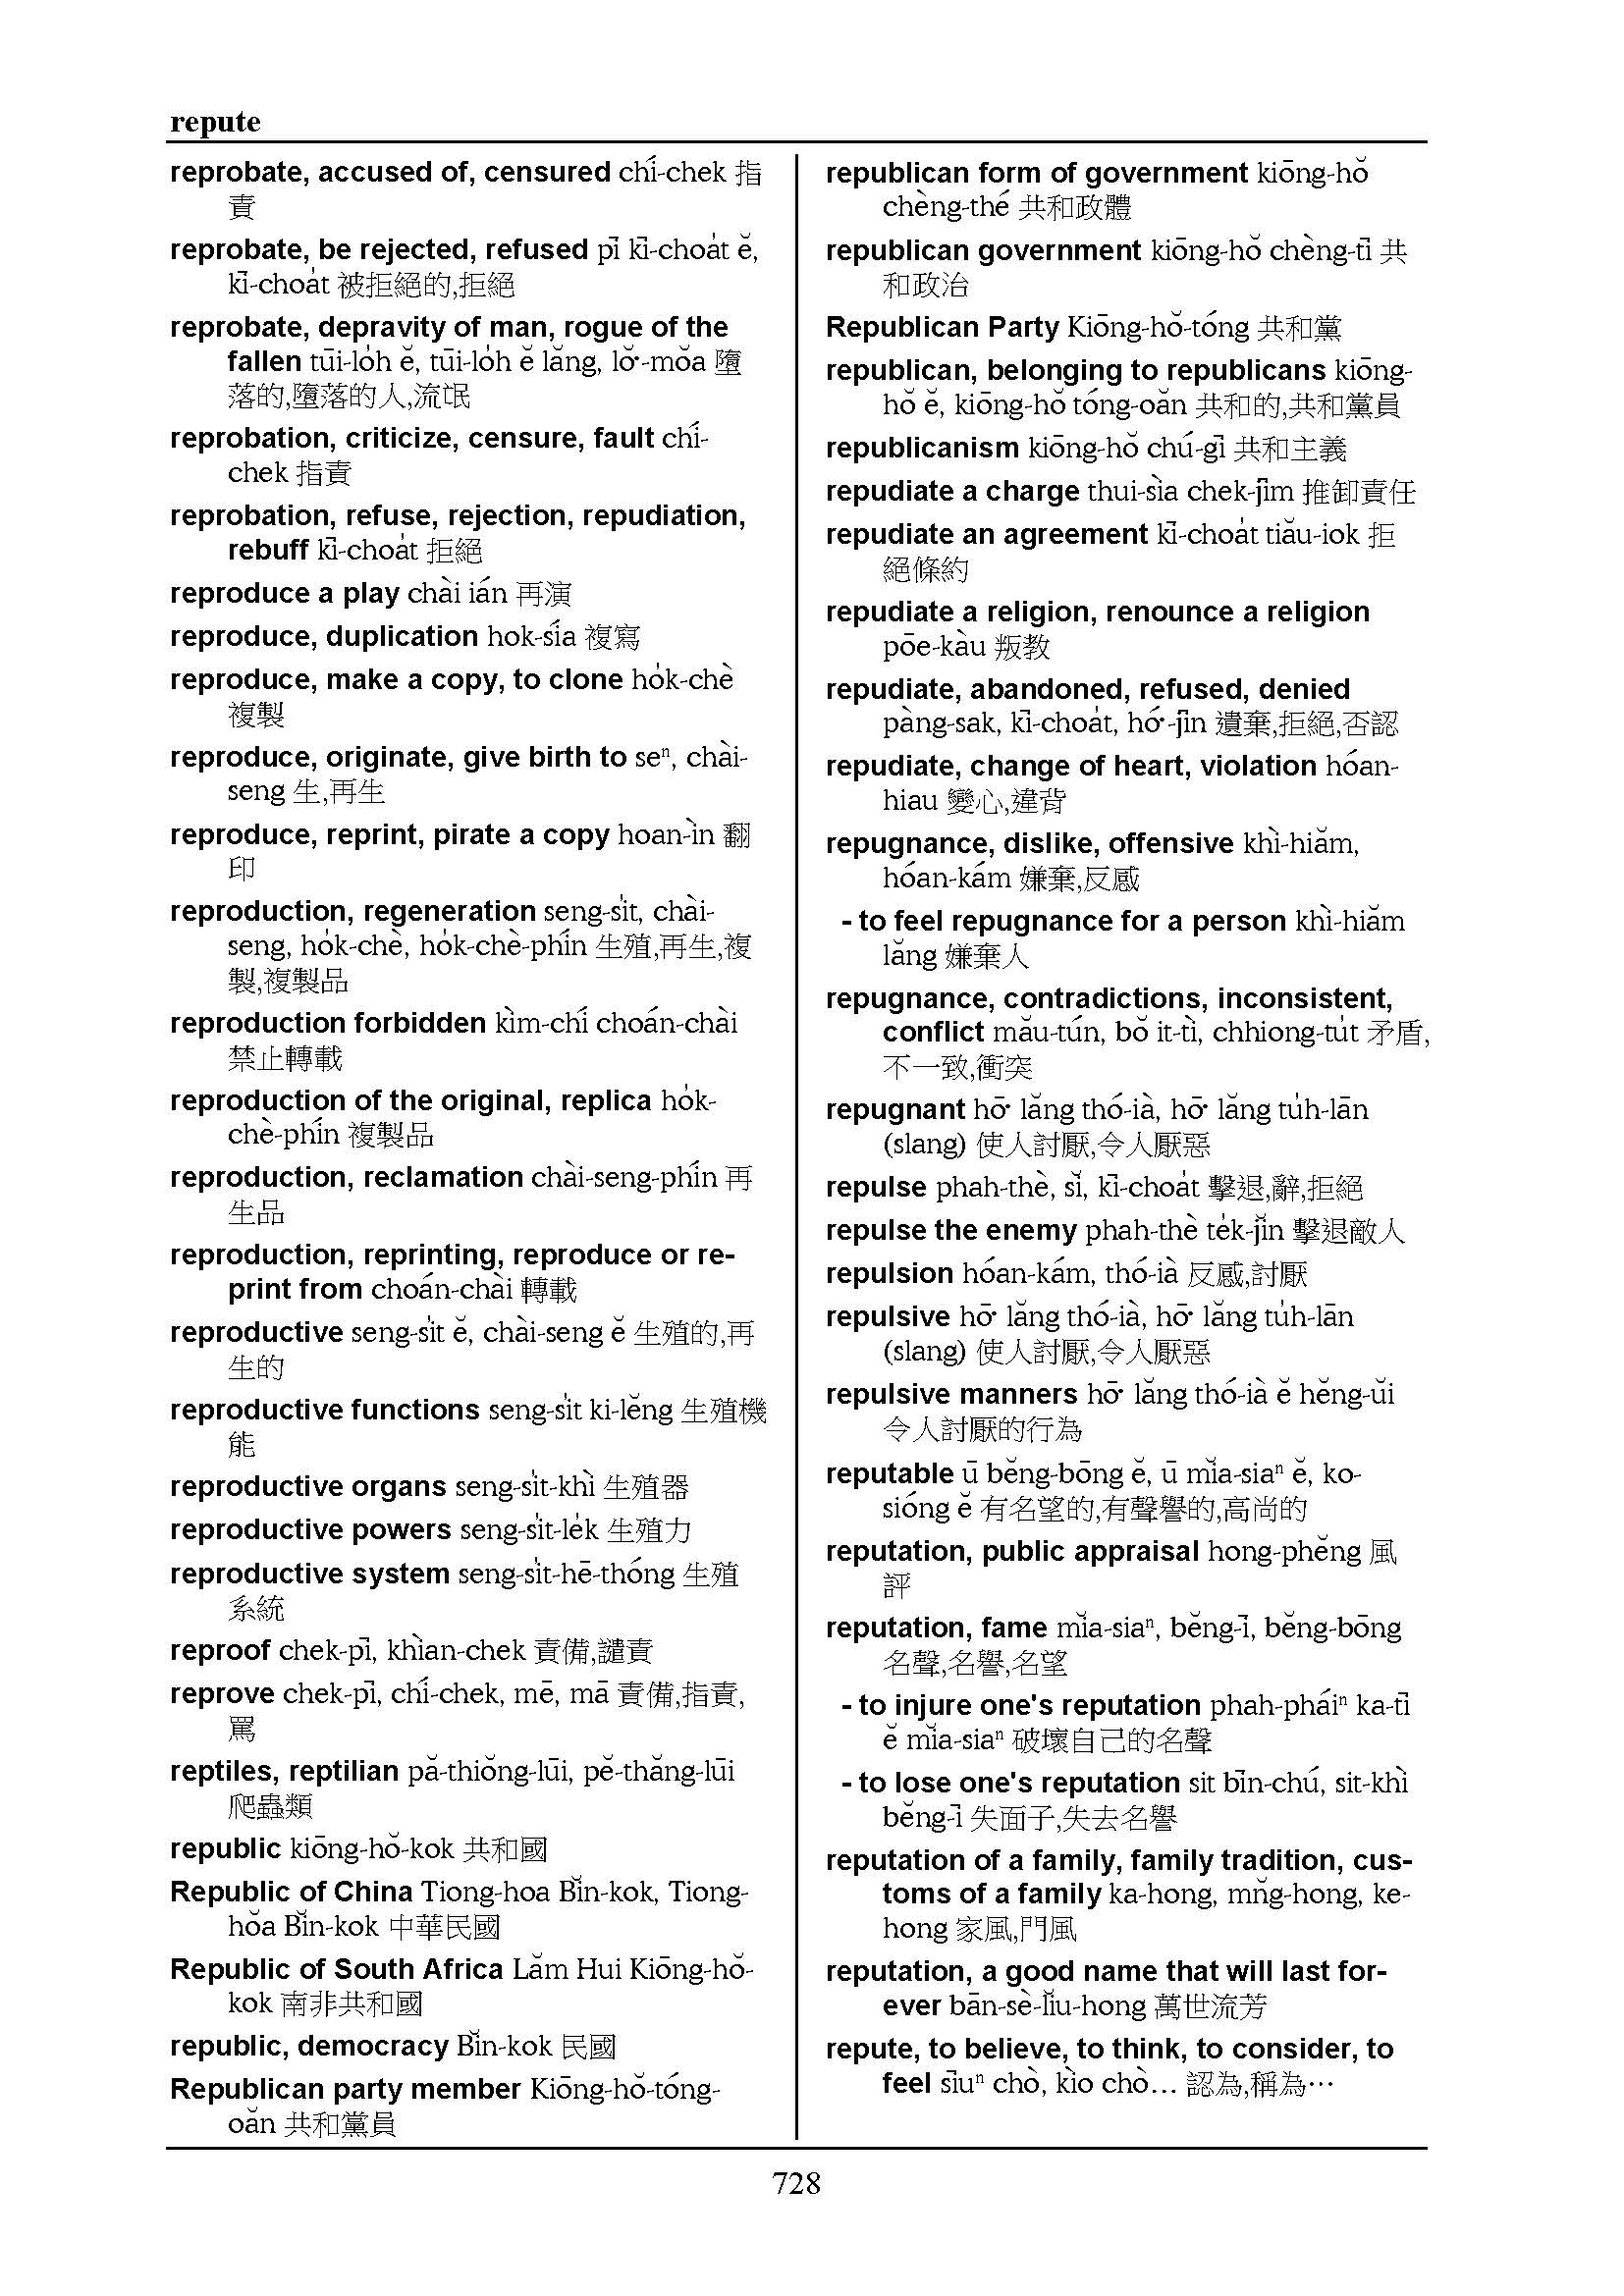 repute
reprobate, accused of, censured chí-chek 指
責
reprobate, be rejected, refused pī kī-choa̍t ĕ,
kī-choa̍t 被拒絕的,拒絕
reprobate, depravity of man, rogue of the
fallen tūi-lo̍h ĕ, tūi-lo̍h ĕ lăng, lŏ͘-mŏa 墮
落的,墮落的人,流氓
reprobation, criticize, censure, fault chí-
chek 指責
reprobation, refuse, rejection, repudiation,
rebuff kī-choa̍t 拒絕
reproduce a play chài ián 再演
reproduce, duplication hok-sía 複寫
reproduce, make a copy, to clone ho̍k-chè
複製
reproduce, originate, give birth to seⁿ, chài-
seng 生,再生
reproduce, reprint, pirate a copy hoan-ìn 翻
印
reproduction, regeneration seng-si̍t, chài-
seng, ho̍k-chè, ho̍k-chè-phín 生殖,再生,複
製,複製品
reproduction forbidden kìm-chí choán-chài
禁止轉載
reproduction of the original, replica ho̍k-
chè-phín 複製品
reproduction, reclamation chài-seng-phín 再
生品
reproduction, reprinting, reproduce or re-
print from choán-chài 轉載
reproductive seng-si̍t ĕ, chài-seng ĕ 生殖的,再
生的
reproductive functions seng-si̍t ki-lĕng 生殖機
能
reproductive organs seng-si̍t-khì 生殖器
reproductive powers seng-si̍t-le̍k 生殖力
reproductive system seng-si̍t-hē-thóng 生殖
系統
reproof chek-pī, khìan-chek 責備,譴責
reprove chek-pī, chí-chek, mē, mā 責備,指責,
罵
reptiles, reptilian pă-thiŏng-lūi, pĕ-thăng-lūi
爬蟲類
republic kiōng-hŏ-kok 共和國
Republic of China Tiong-hoa Bĭn-kok, Tiong-
hŏa Bĭn-kok 中華民國
Republic of South Africa Lăm Hui Kiōng-hŏ-
kok 南非共和國
republic, democracy Bĭn-kok 民國
Republican party member Kiōng-hŏ-tóng-
oăn 共和黨員
republican form of government kiōng-hŏ
chèng-thé 共和政體
republican government kiōng-hŏ chèng-tī 共
和政治
Republican Party Kiōng-hŏ-tóng 共和黨
republican, belonging to republicans kiōng-
hŏ ĕ, kiōng-hŏ tóng-oăn 共和的,共和黨員
republicanism kiōng-hŏ chú-gī 共和主義
repudiate a charge thui-sìa chek-jīm 推卸責任
repudiate an agreement kī-choa̍t tiău-iok 拒
絕條約
repudiate a religion, renounce a religion
pōe-kàu 叛教
repudiate, abandoned, refused, denied
pàng-sak, kī-choa̍t, hó͘-jīn 遺棄,拒絕,否認
repudiate, change of heart, violation hóan-
hiau 變心,違背
repugnance, dislike, offensive khì-hiăm,
hóan-kám 嫌棄,反感
- to feel repugnance for a person khì-hiăm
lăng 嫌棄人
repugnance, contradictions, inconsistent,
conflict mău-tún, bŏ it-tì, chhiong-tu̍t 矛盾,
不一致,衝突
repugnant hō͘ lăng thó-ià, hō͘ lăng tu̍h-lān
(slang) 使人討厭,令人厭惡
repulse phah-thè, sĭ, kī-choa̍t 擊退,辭,拒絕
repulse the enemy phah-thè te̍k-jĭn 擊退敵人
repulsion hóan-kám, thó-ià 反感,討厭
repulsive hō͘ lăng thó-ià, hō͘ lăng tu̍h-lān
(slang) 使人討厭,令人厭惡
repulsive manners hō͘ lăng thó-ià ĕ hĕng-ŭi
令人討厭的行為
reputable ū bĕng-bōng ĕ, ū mĭa-siaⁿ ĕ, ko-
sióng ĕ 有名望的,有聲譽的,高尚的
reputation, public appraisal hong-phĕng 風
評
reputation, fame mĭa-siaⁿ, bĕng-ī, bĕng-bōng
名聲,名譽,名望
- to injure one's reputation phah-pháiⁿ ka-tī
ĕ mĭa-siaⁿ 破壞自己的名聲
- to lose one's reputation sit bīn-chú, sit-khì
bĕng-ī 失面子,失去名譽
reputation of a family, family tradition, cus-
toms of a family ka-hong, mn̆g-hong, ke-
hong 家風,門風
reputation, a good name that will last for-
ever bān-sè-lĭu-hong 萬世流芳
repute, to believe, to think, to consider, to
feel sīuⁿ chò, kìo chò… 認為,稱為…
728